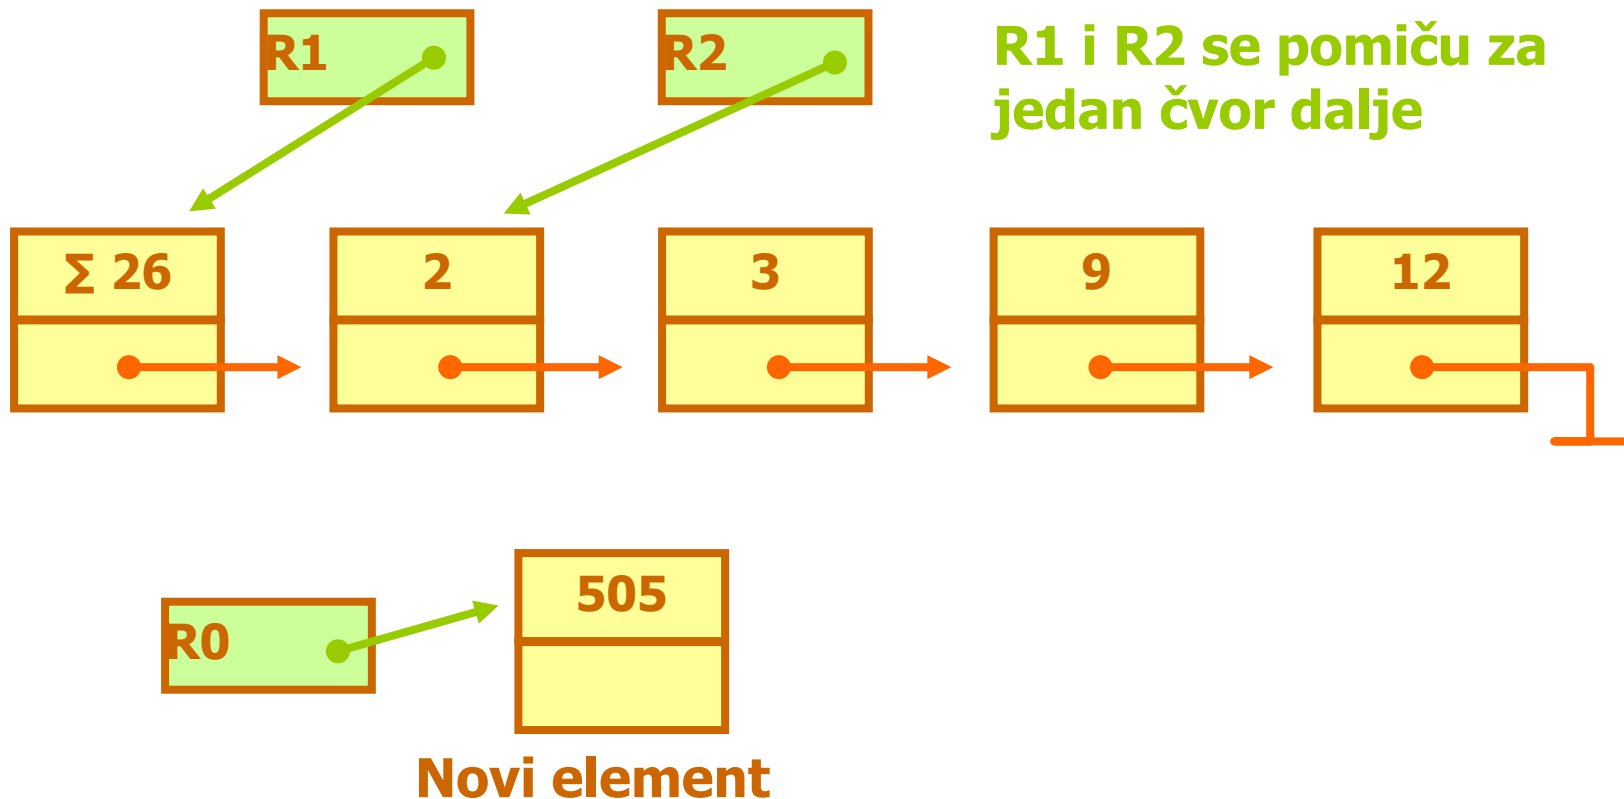 R1
R2
R1 i R2 se pomiču za
jedan čvor dalje
Σ 26
2
3
9
12
505
R0
Novi element